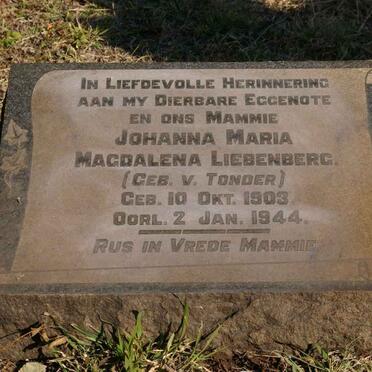 In Liefdevolle Herinnering
aan my Dierbare Eggenote
en ons Mammie
Johanna Maria
Magdalena Liebenberg.
(Geb. v. Tonder)
Geb. 10 Okt. 1903.
Oorl. 2 Jan. 1944.
Rus in Vrede Mammie